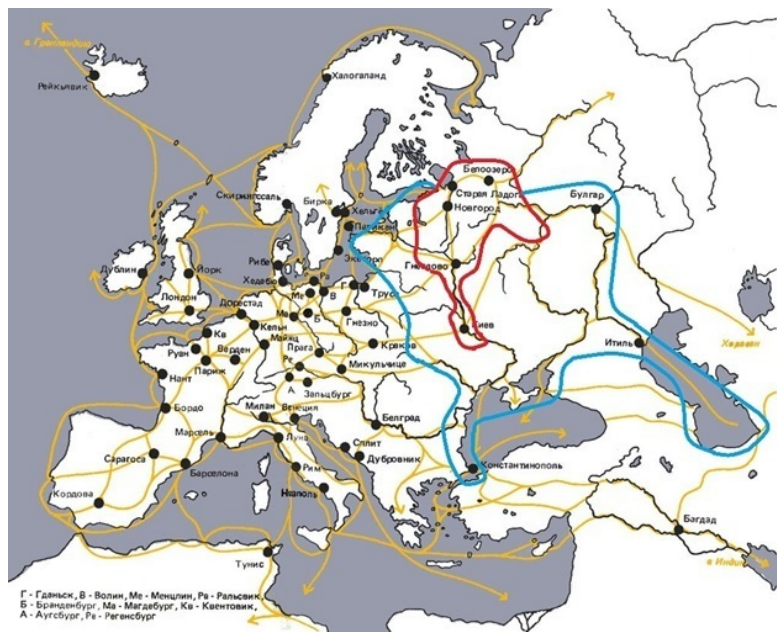 в Гренландию
Рейкьявик
Халогаланд
Белоозеро
Старая Ладога
Новгород
Булгар
Скирингссаль
Бирка
Хельгё
Павикен
Экеторп
Гнездово
Киев
Дублин
Йорк
Рибе
Хедебю
Ра
Ме
В
Г
Трусо
Лондон
Дорестад
Ма
Б
Гнезно
Кельн
Кв
Майнц
Прага
Краков
Итиль
Хорезм
Руан
Верден
Париж
Ре
Микульчице
А
Зальцбург
Нант
Милан
Венеция
Белград
Бордо
Марсель
Луна
Сплит
Дубровник
Константинополь
Сарагоса
Барселона
Рим
Неаполь
Кордова
Багдад
Тунис
в Индию
Г - Гданьск, В - Волин, Ме - Менцлин, Рв - Ральсвик,
Б - Бранденбург, Ма - Магдебург, Кв - Квентовик,
А - Аугсбург, Ре - Регенсбург